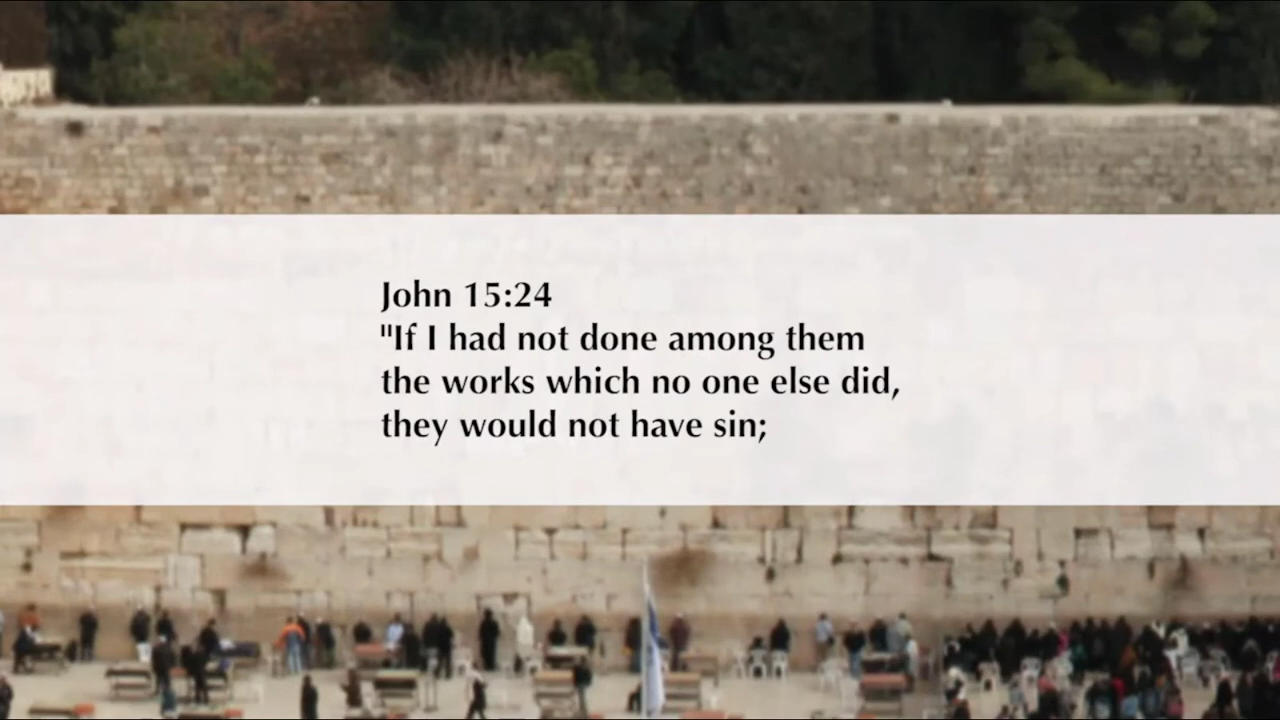 John 15:24
"If I had not done among them
the works which no one else did,
they would not have sin;